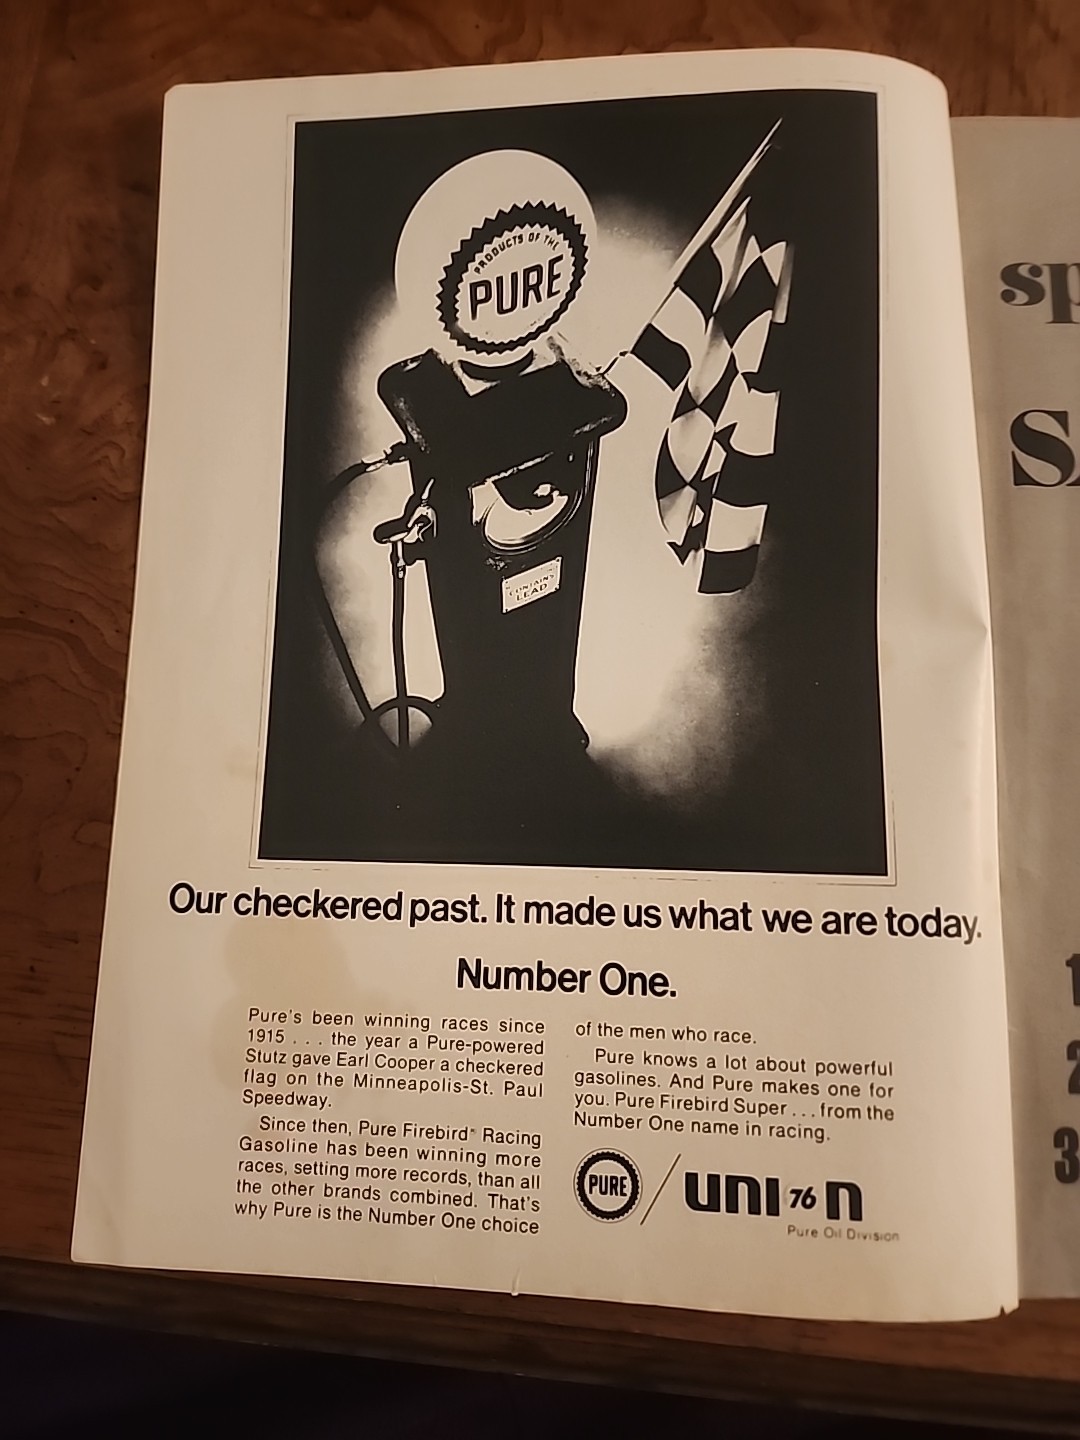 PRODUCTS OF THE
PURE
CONTAINS
LEAD
Our checkered past. It made us what we are today.
Number One.
Pure's been winning races since
1915 . . . the year a Pure-powered
Stutz gave Earl Cooper a checkered
flag on the Minneapolis-St. Paul
Speedway.
Since then, Pure Firebird® Racing
Gasoline has been winning more
races, setting more records, than all
the other brands combined. That's
why Pure is the Number One choice
of the men who race.
Pure knows a lot about powerful
gasolines. And Pure makes one for
you. Pure Firebird Super . . . from the
Number One name in racing.
PURE
UNI 76 N
Pure Oil Division
1
2
3